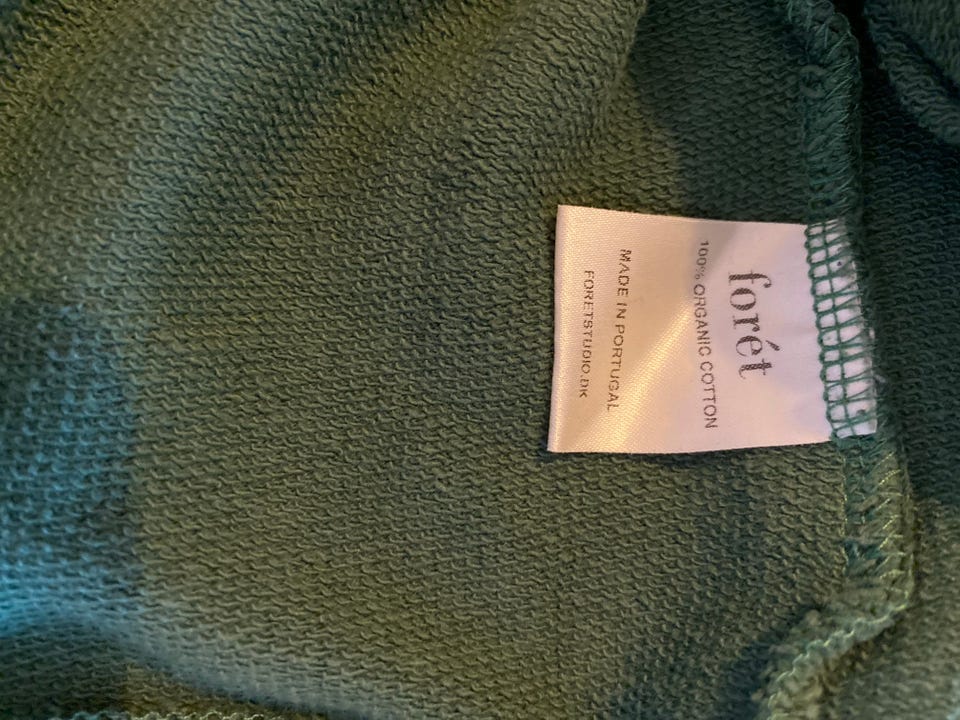 forét
100% ORGANIC COTTON
MADE IN PORTUGAL
FORETSTUDIO.DK